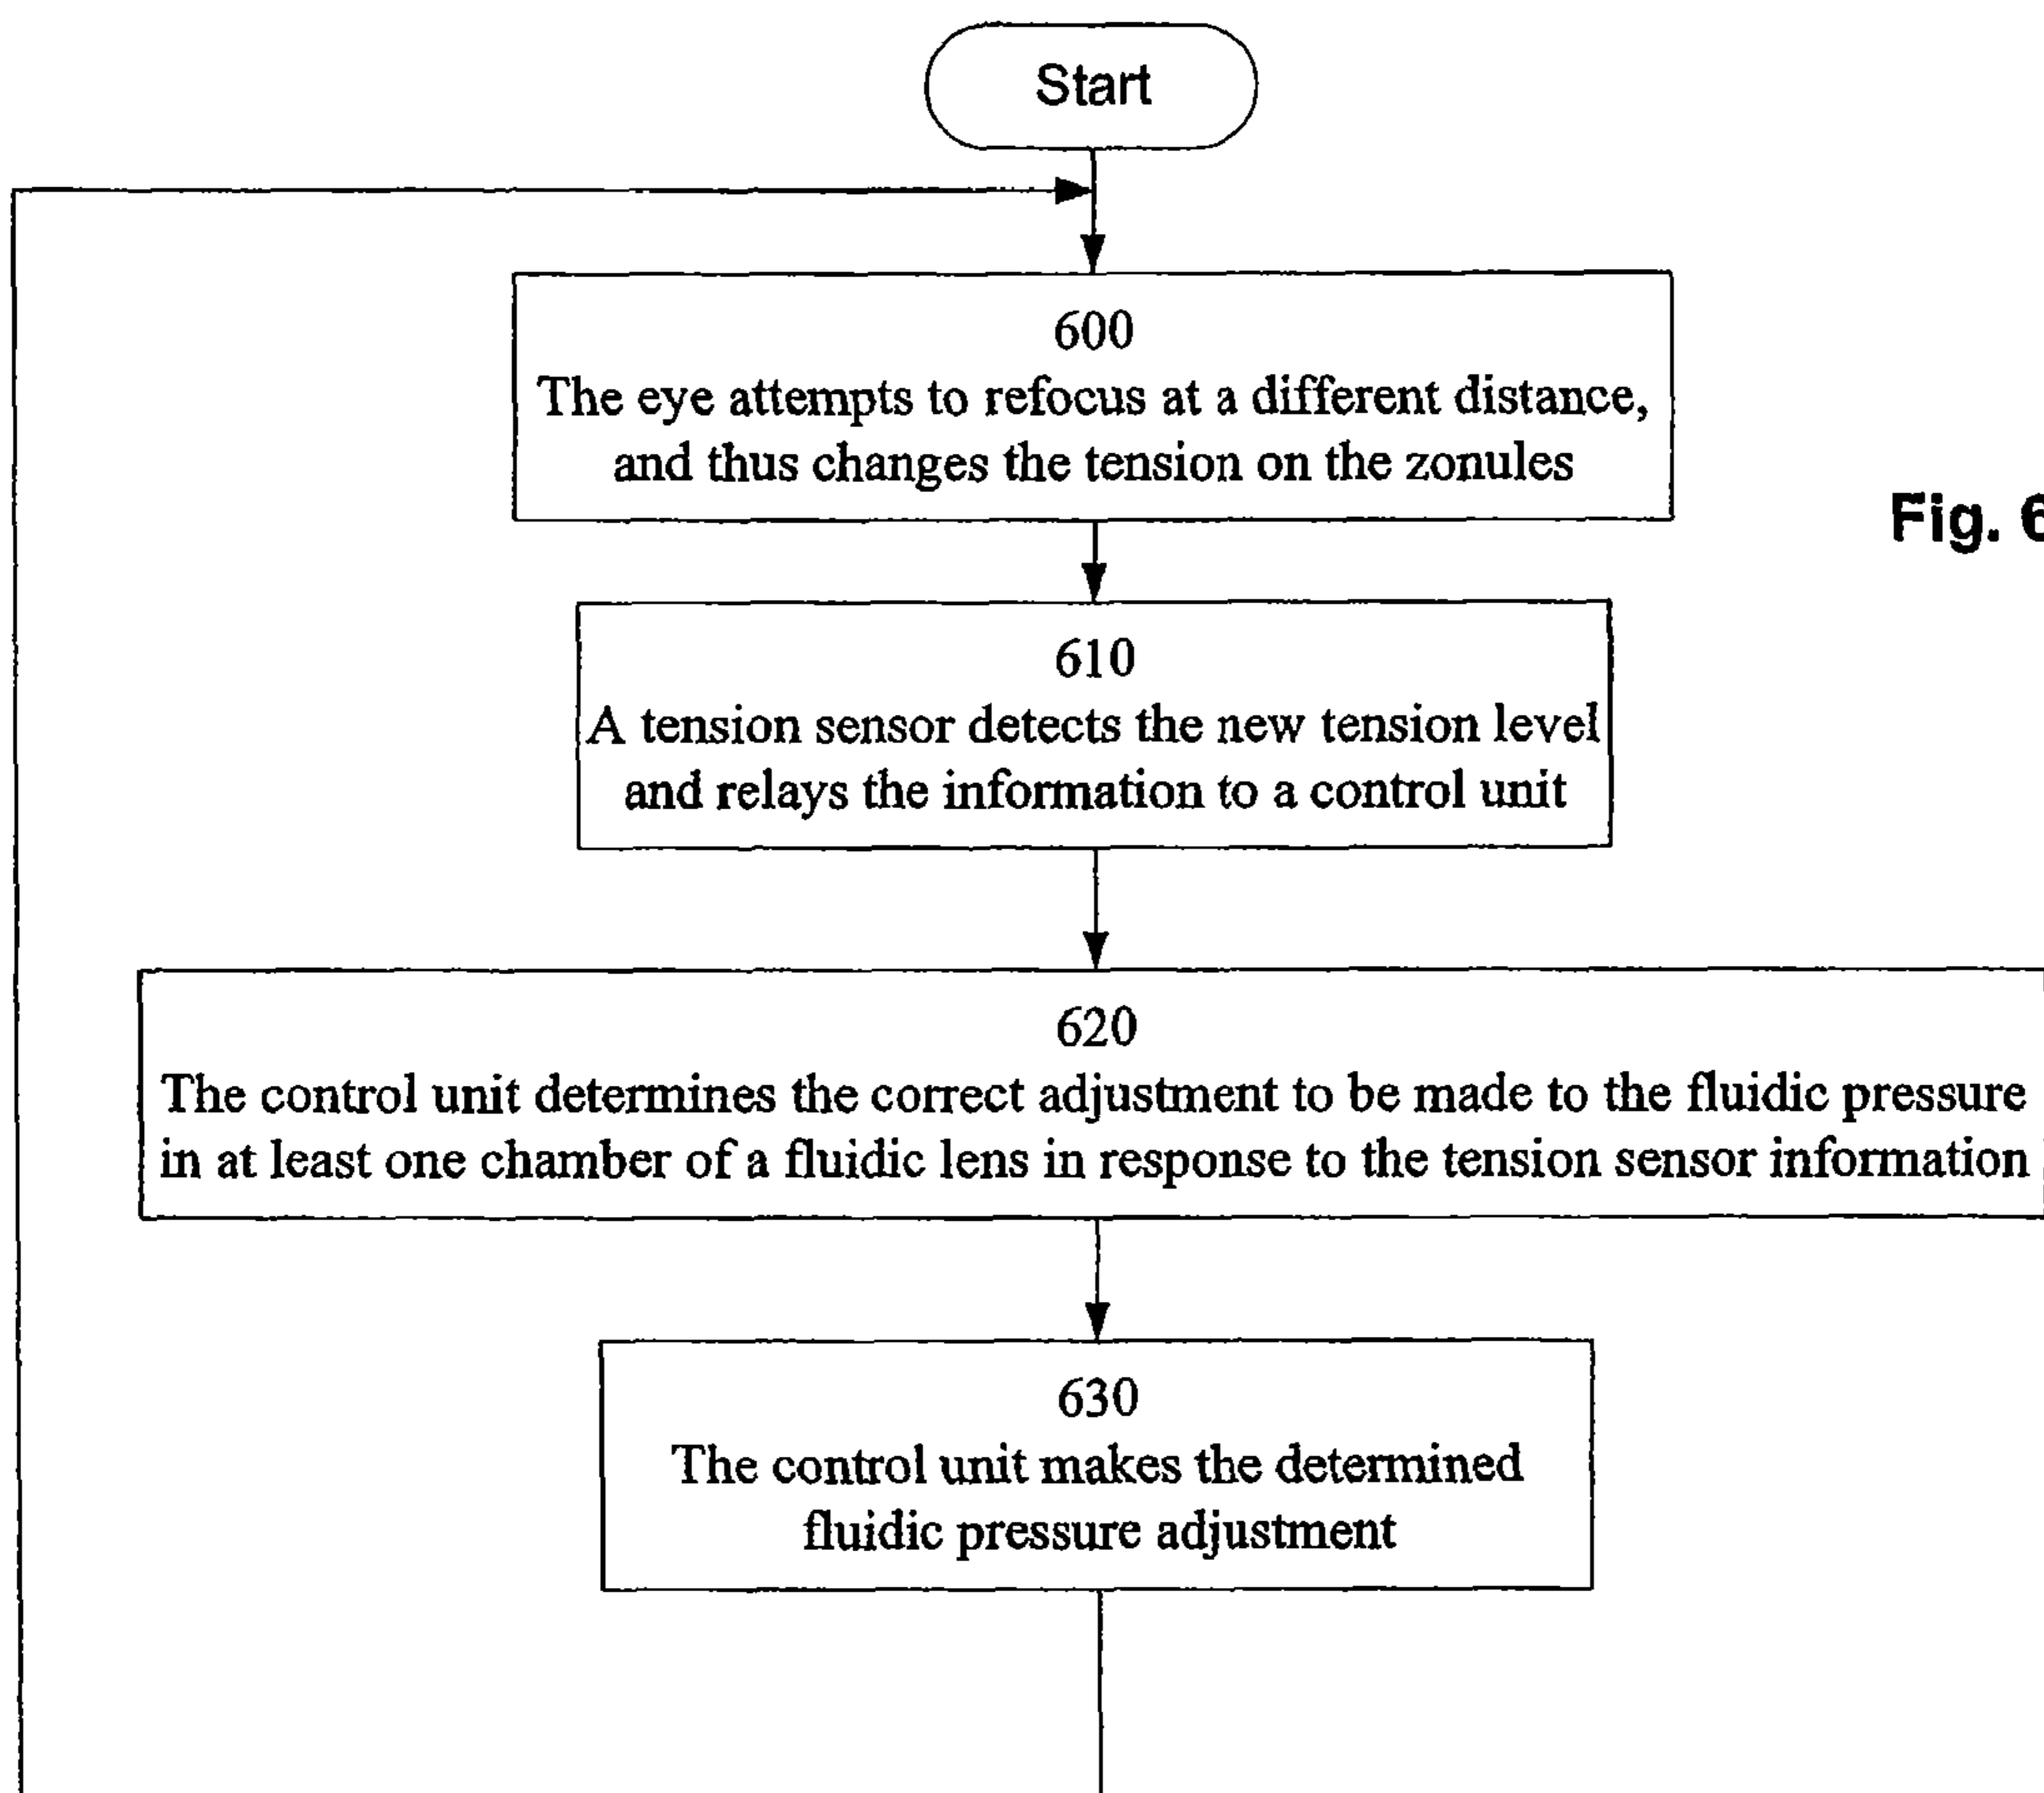 Start
600
The eye attempts to refocus at a different distance,
and thus changes the tension on the zonules
Fig. 6
610
A tension sensor detects the new tension level
and relays the information to a control unit
620
The control unit determines the correct adjustment to be made to the fluidic pressure
in at least one chamber of a fluidic lens in response to the tension sensor information
630
The control unit makes the determined
fluidic pressure adjustment